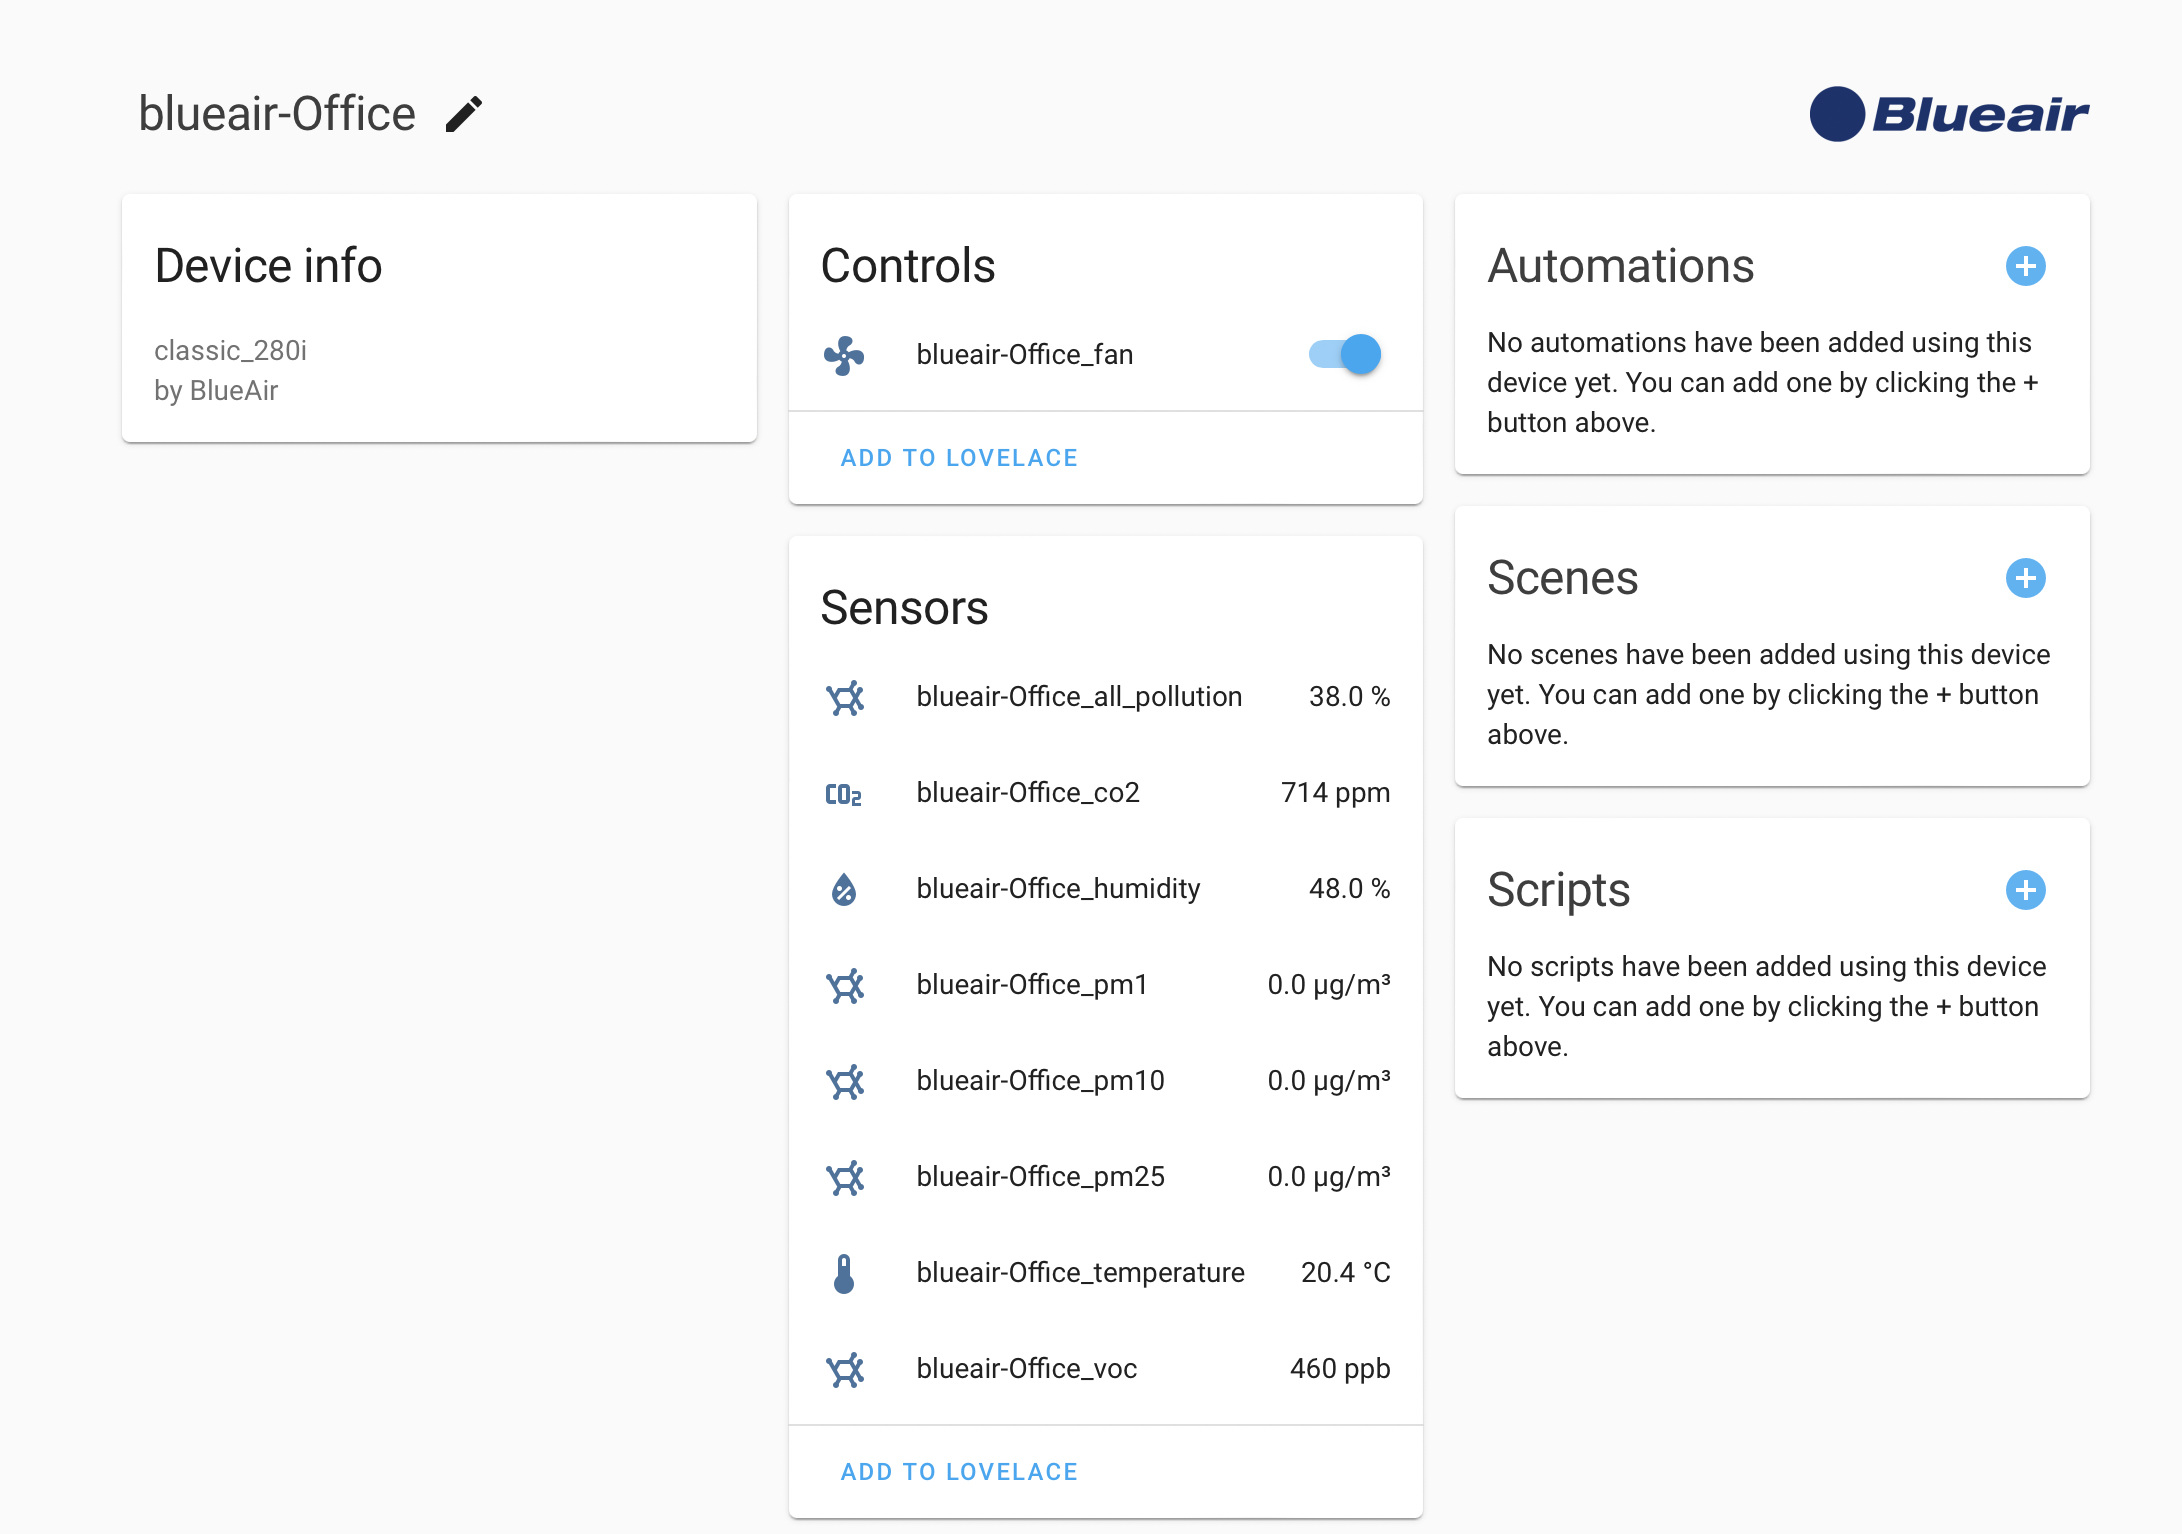 blueair-Office
Blueair
Device info
classic_280i
by BlueAir
Controls
blueair-Office_fan
ADD TO LOVELACE
Sensors
blueair-Office_all_pollution 38.0 %
CO2 blueair-Office_co2 714 ppm
blueair-Office_humidity 48.0 %
blueair-Office_pm1 0.0 µg/m³
blueair-Office_pm10 0.0 µg/m³
blueair-Office_pm25 0.0 µg/m³
blueair-Office_temperature 20.4 °C
blueair-Office_voc 460 ppb
ADD TO LOVELACE
Automations
No automations have been added using this
device yet. You can add one by clicking the +
button above.
Scenes
No scenes have been added using this device
yet. You can add one by clicking the + button
above.
Scripts
No scripts have been added using this device
yet. You can add one by clicking the + button
above.